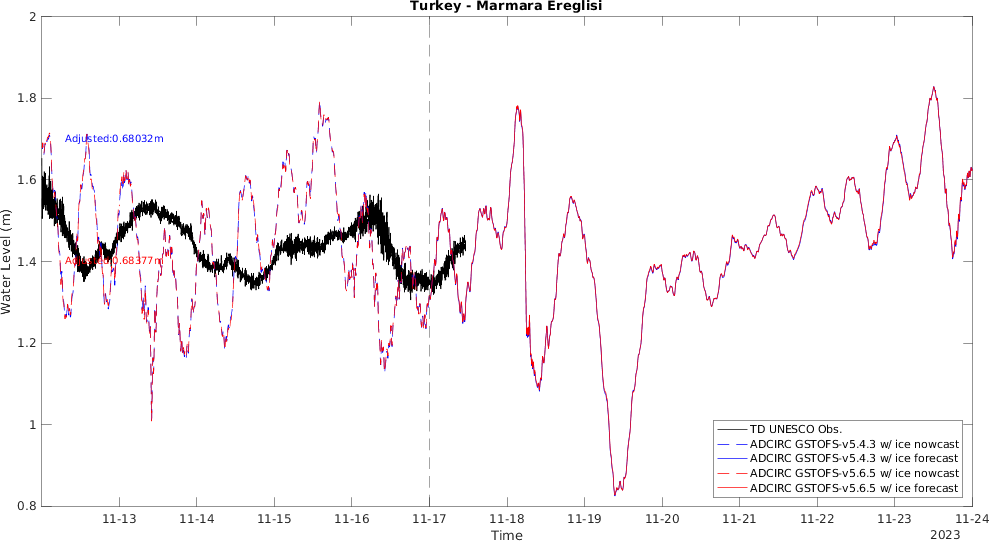 Turkey - Marmara Ereglisi
2
1.8
1.6
1.4
1.2
1
0.8
Water Level (m)
Adjusted:0.68032m
Adjusted:0.68377m
TD UNESCO Obs.
ADCIRC GSTOFS-v5.4.3 w/ ice nowcast
ADCIRC GSTOFS-v5.4.3 w/ ice forecast
ADCIRC GSTOFS-v5.6.5 w/ ice nowcast
ADCIRC GSTOFS-v5.6.5 w/ ice forecast
11-13 11-14 11-15 11-16 11-17 11-18 11-19 11-20 11-21 11-22 11-23 11-24
Time
2023